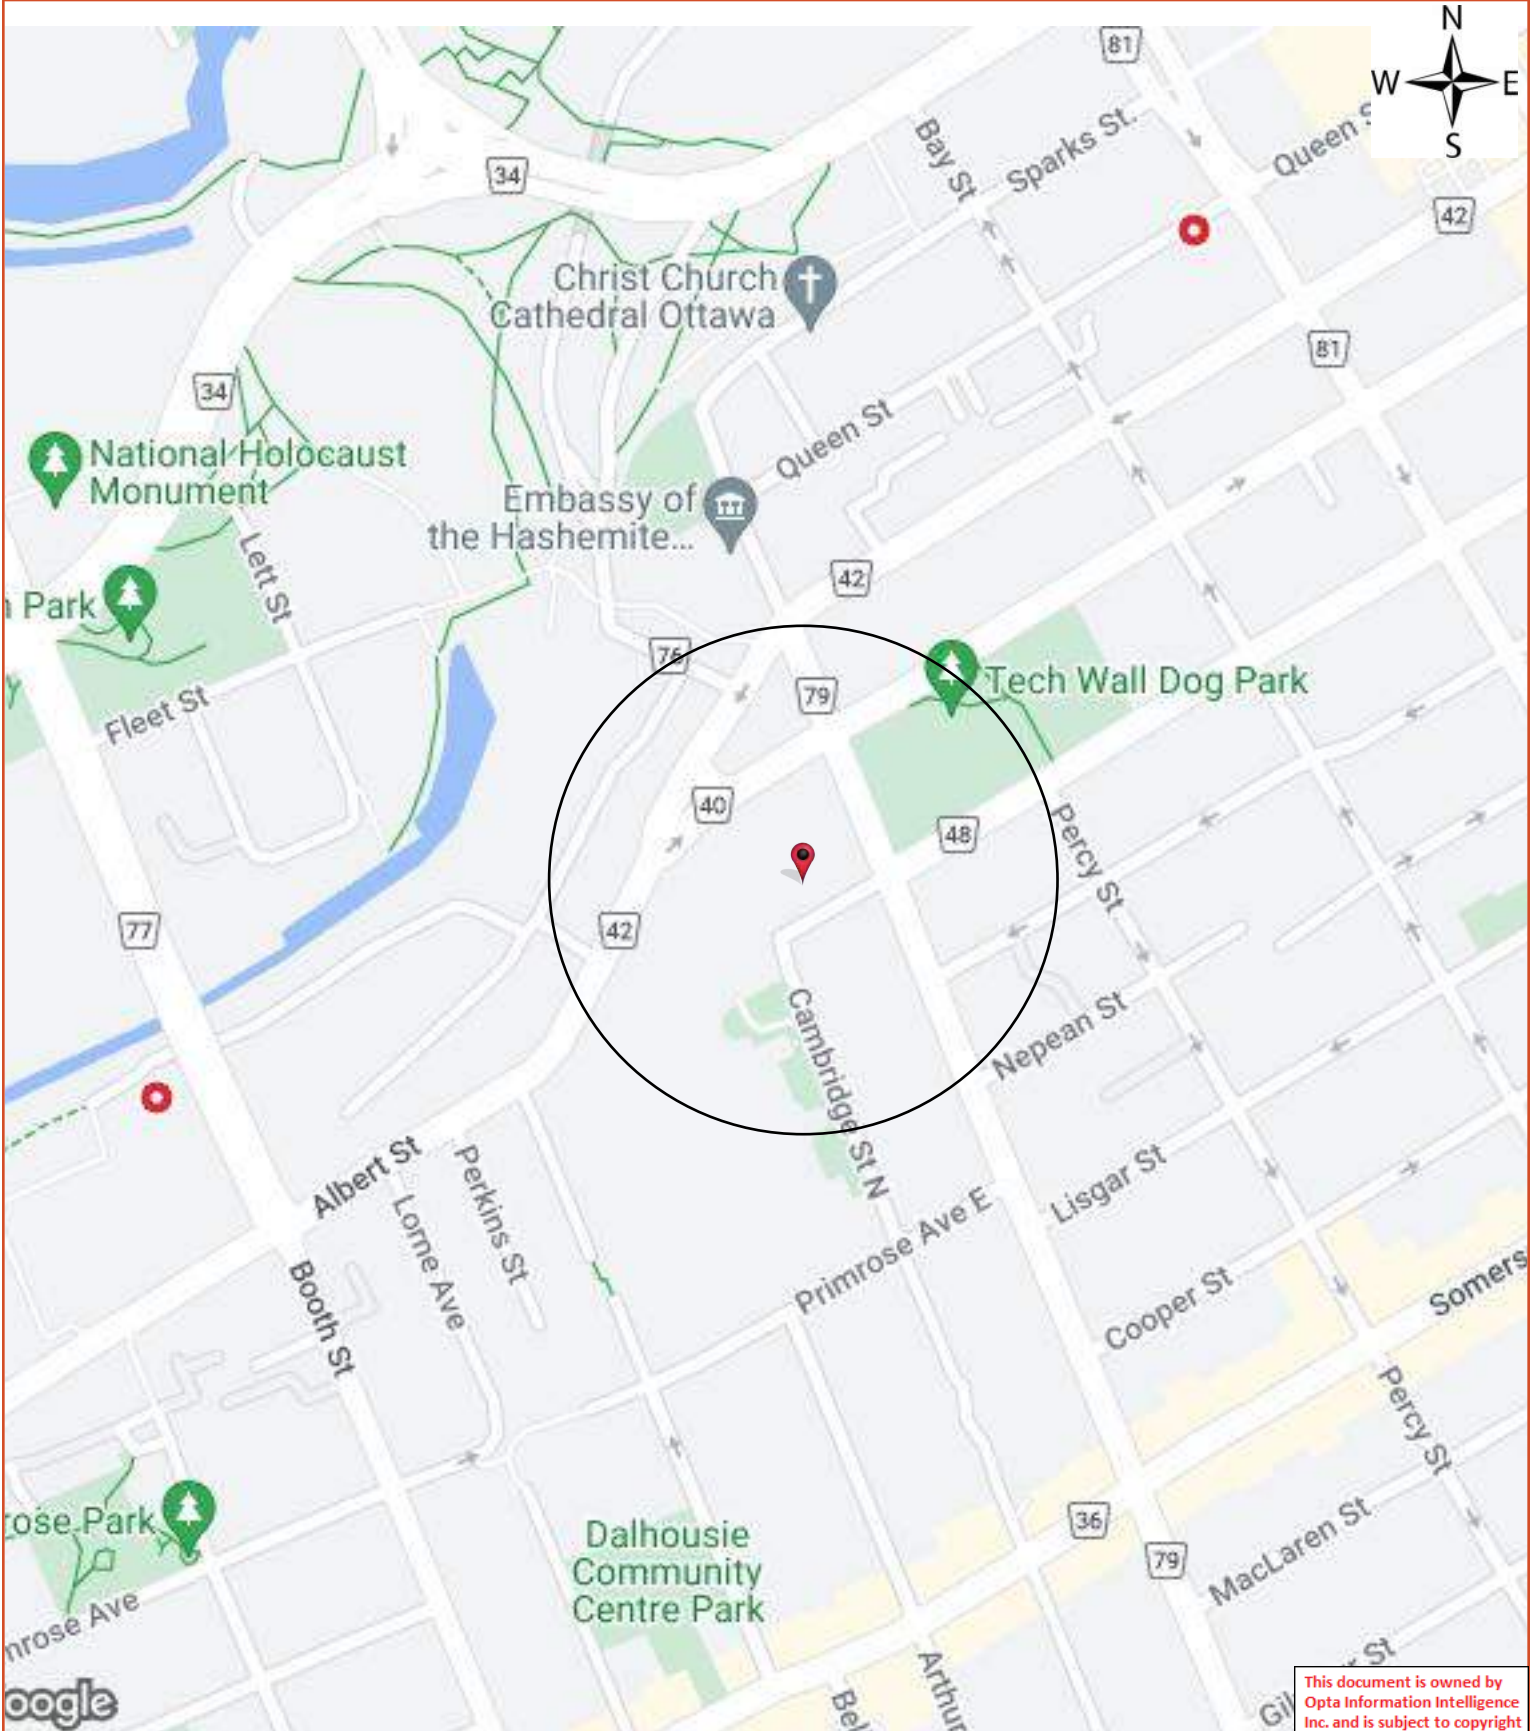 N
W E
S
81
Queen S
Bay St
Sparks St.
42
34
Christ Church
Cathedral Ottawa
81
34
Queen St
National Holocaust
Monument
Embassy of
the Hashemite...
Lett St
42
Park
76
79
Tech Wall Dog Park
Fleet St
40
48
Percy St
77
42
Cambridge St N
Nepean St
Albert St
Perkins St
Lorne Ave
Lisgar St
Primrose Ave E
Booth St
Cooper St
Somers
Percy St
rose Park
Dalhousie
Community
Centre Park
36
79
MacLaren St
mrose Ave
Arthur
Bel
St
oogle
This document is owned by
Opta Information Intelligence
Inc. and is subject to copyright